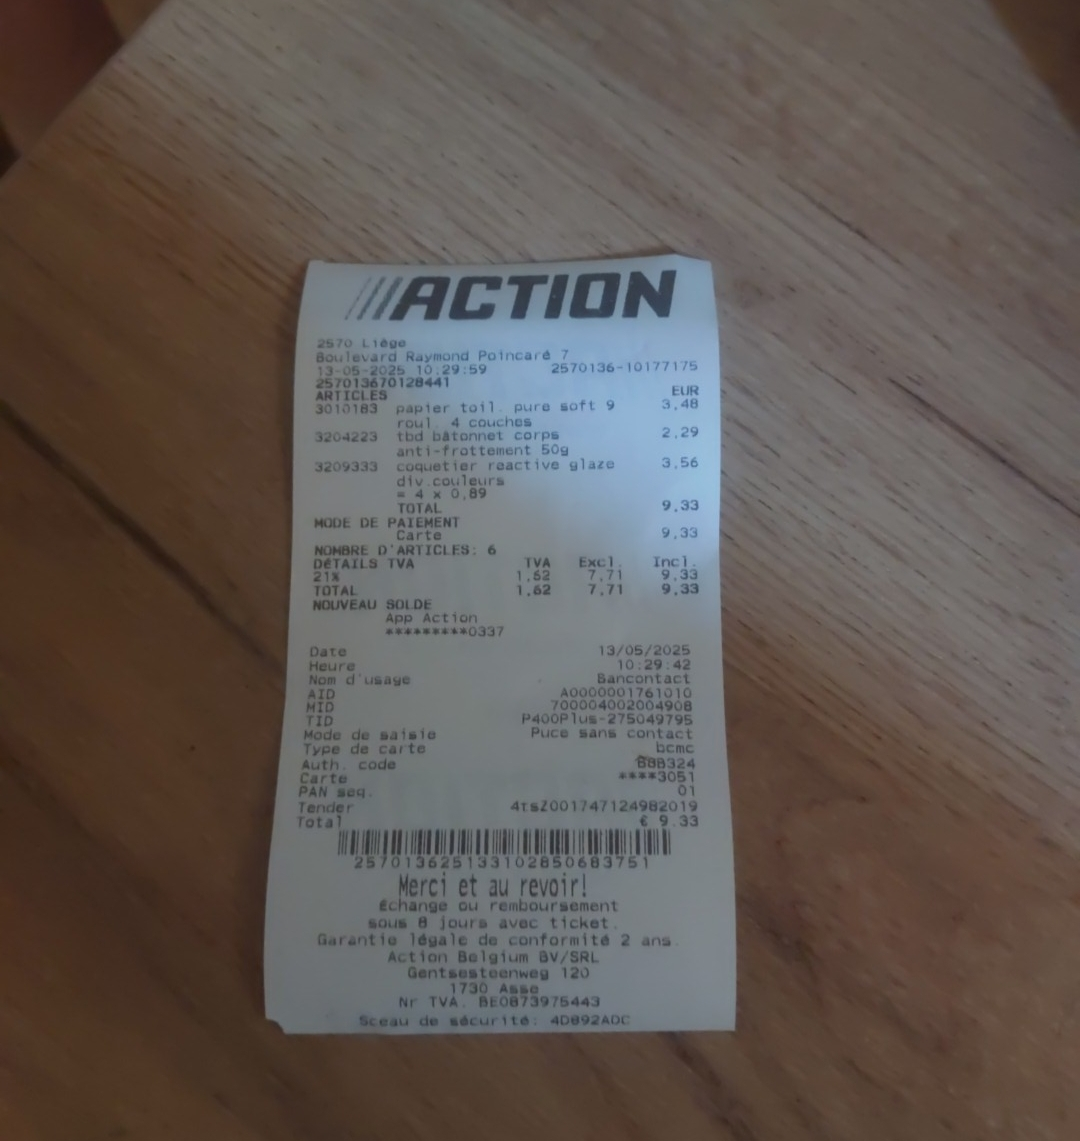 ACTION
2570 Liège
Boulevard Raymond Poincaré 7
13-05-2025 10:29:59 2570136-10177175
257013670128441
ARTICLES EUR
3010183 papier toil. pure soft 9 3,48
roul. 4 couches
3204223 tbd bâtonnet corps 2,29
anti-frottement 50g
3209333 coquetier reactive glaze 3,56
div.couleurs
= 4 x 0,89
TOTAL 9,33
MODE DE PAIEMENT
Carte 9,33
NOMBRE D'ARTICLES: 6
DéTAILS TVA TVA Excl. Incl.
21% 1,62 7,71 9,33
TOTAL 1,62 7,71 9,33
NOUVEAU SOLDE
App Action
*********0337
Date 13/05/2025
Heure 10:29:42
Nom d'usage Bancontact
AID A0000001761010
MID 700004002004908
TID P400Plus-275049795
Mode de saisie Puce sans contact
Type de carte bcmc
Auth. code
Carte ****3051
PAN seq. 01
Tender 4tsZ001747124982019
Total € 9.33
257013625133102850683751
Merci et au revoir!
Échange ou remboursement
sous 8 jours avec ticket.
Garantie légale de conformité 2 ans.
Action Belgium BV/SRL
Gentsesteenweg 120
1730 Asse
Nr TVA. BE0873975443
Sceau de sécurité: 4D892ADC